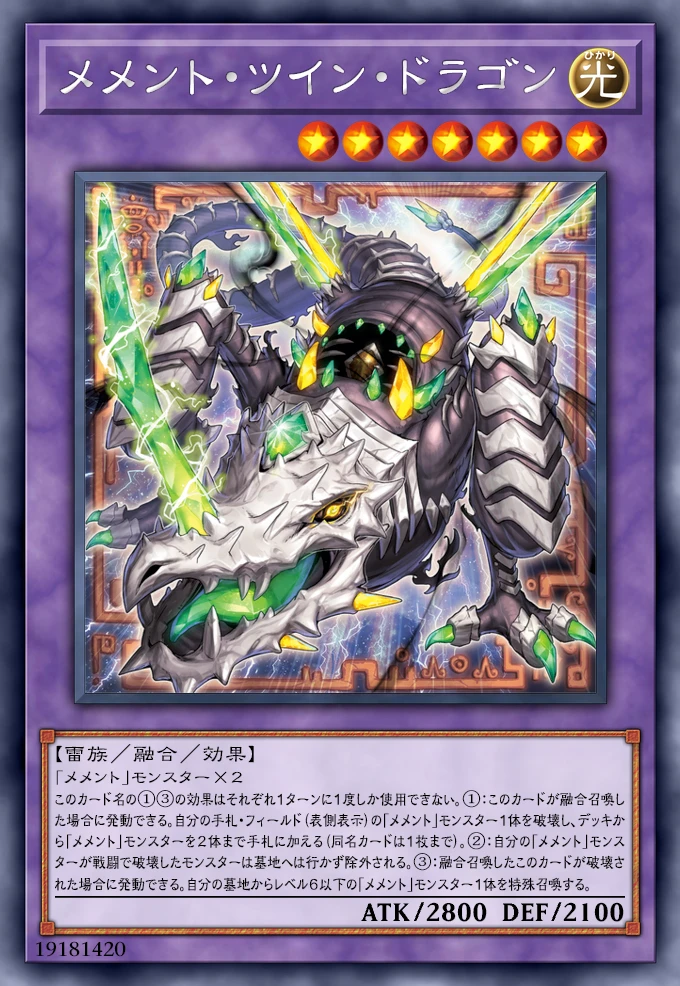 メメント・ツイン・ドラゴン
ひかり
光
【雷族／融合／効果】
「メメント」モンスター×２
このカード名の①③の効果はそれぞれ１ターンに１度しか使用できない。①：このカードが融合召喚し
た場合に発動できる。自分の手札・フィールド（表側表示）の「メメント」モンスター１体を破壊し、デッキか
ら「メメント」モンスターを２体まで手札に加える（同名カードは１枚まで）。②：自分の「メメント」モンス
ターが戦闘で破壊したモンスターは墓地へは行かず除外される。③：融合召喚したこのカードが破壊さ
れた場合に発動できる。自分の墓地からレベル６以下の「メメント」モンスター１体を特殊召喚する。
ATK/2800 DEF/2100
19181420